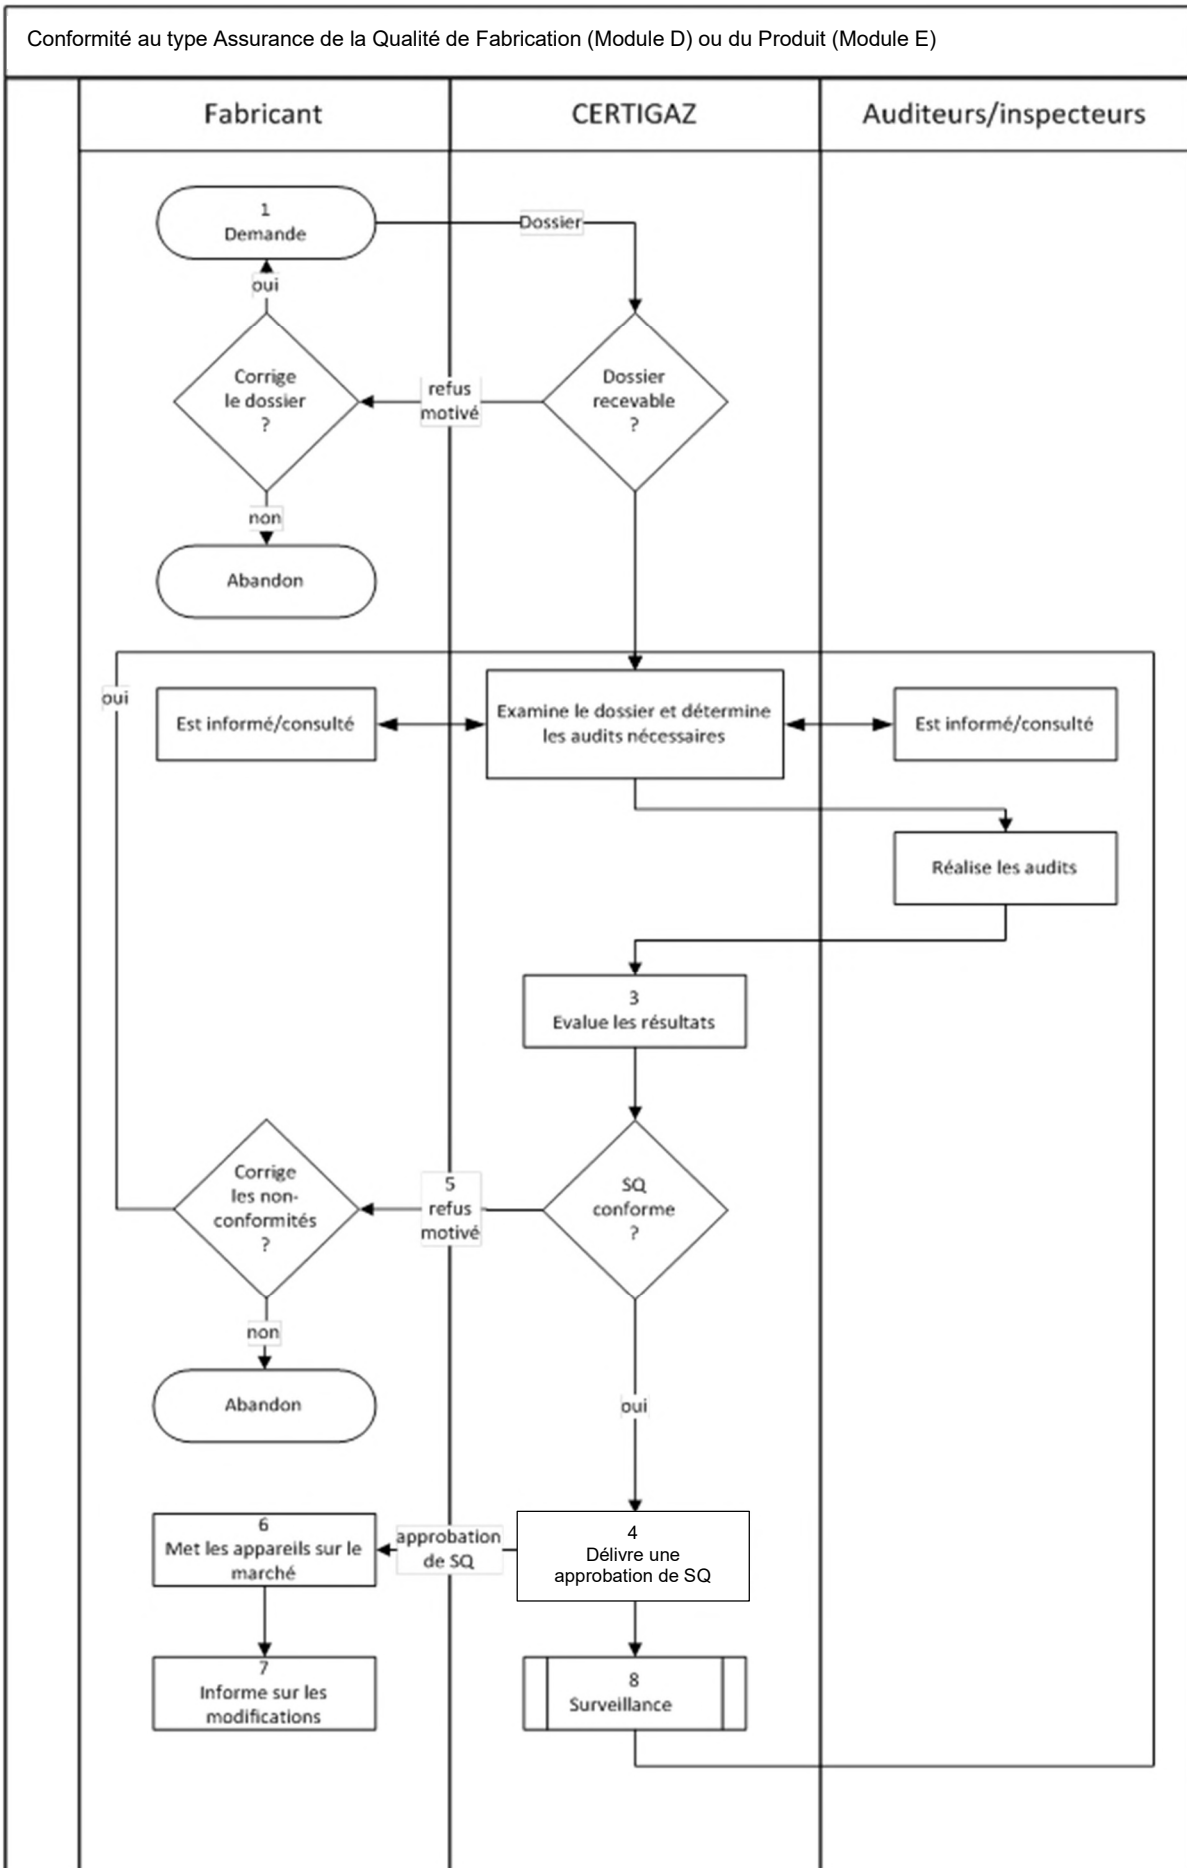 Conformité au type Assurance de la Qualité de Fabrication (Module D) ou du Produit (Module E)
Fabricant
CERTIGAZ
Auditeurs/inspecteurs
1
Demande
Dossier
oui
Corrige
le dossier
?
refus
motivé
Dossier
recevable
?
non
Abandon
oui
Est informé/consulté
Examine le dossier et détermine
les audits nécessaires
Est informé/consulté
Réalise les audits
3
Evalue les résultats
Corrige
les non-
conformités
?
5
refus
motivé
SQ
conforme
?
non
Abandon
oui
6
Met les appareils sur le
marché
approbation
de SQ
4
Délivre une
approbation de SQ
7
Informe sur les
modifications
8
Surveillance